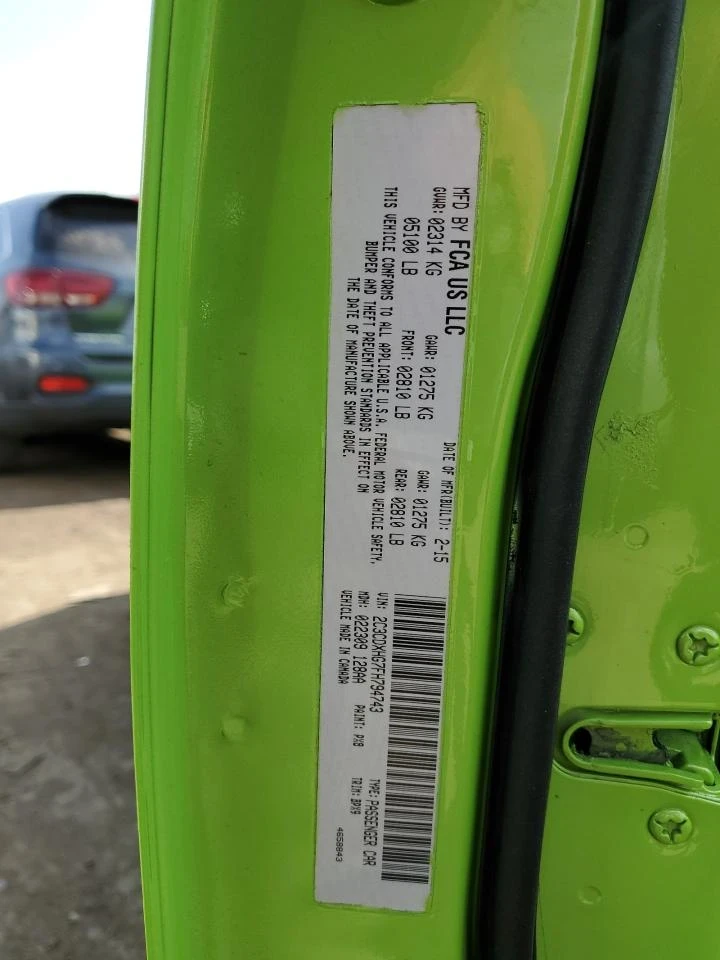 MFD BY FCA US LLC DATE OF MFR(BUILT): 2-15
GVWR: 02314 KG GAWR: 01275 KG GAWR: 01275 KG
05100 LB FRONT: 02810 LB REAR: 02810 LB
THIS VEHICLE CONFORMS TO ALL APPLICABLE U.S.A. FEDERAL MOTOR VEHICLE SAFETY,
BUMPER AND THEFT PREVENTION STANDARDS IN EFFECT ON
THE DATE OF MANUFACTURE SHOWN ABOVE.
VIN: 2C3CDXHG7FH794743 TYPE: PASSENGER CAR
MDH: 022309 128AA PAINT: PX8 TRIM: BPX9
VEHICLE MADE IN CANADA 4658843